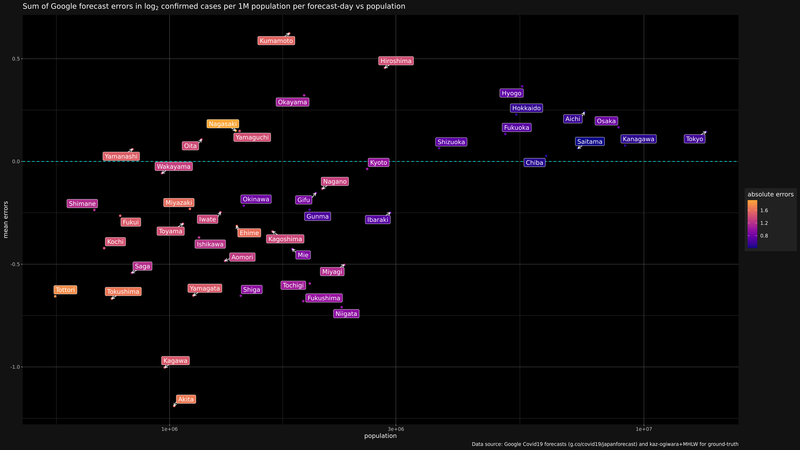 Sum of Google forecast errors in log₂ confirmed cases per 1M population per forecast-day vs population
Kumamoto
Hiroshima
0.5
Hyogo
Okayama
Hokkaido
Aichi
Osaka
Nagasaki
Fukuoka
Yamaguchi
Oita
Shizuoka
Saitama
Kanagawa
Tokyo
Yamanashi
0.0
Wakayama
Kyoto
Chiba
Nagano
Shimane
Miyazaki
Okinawa
Gifu
absolute errors
1.6
1.2
0.8
Fukui
Iwate
Gunma
Ibaraki
mean errors
Toyama
Ehime
Kochi
Ishikawa
Kagoshima
Aomori
Mie
-0.5
Saga
Miyagi
Tottori
Tokushima
Yamagata
Shiga
Tochigi
Fukushima
Niigata
-1.0
Kagawa
Akita
1e+06
3e+06
1e+07
population
Data source: Google Covid19 forecasts (g.co/covid19/japanforecast) and kaz-ogiwara+MHLW for ground-truth